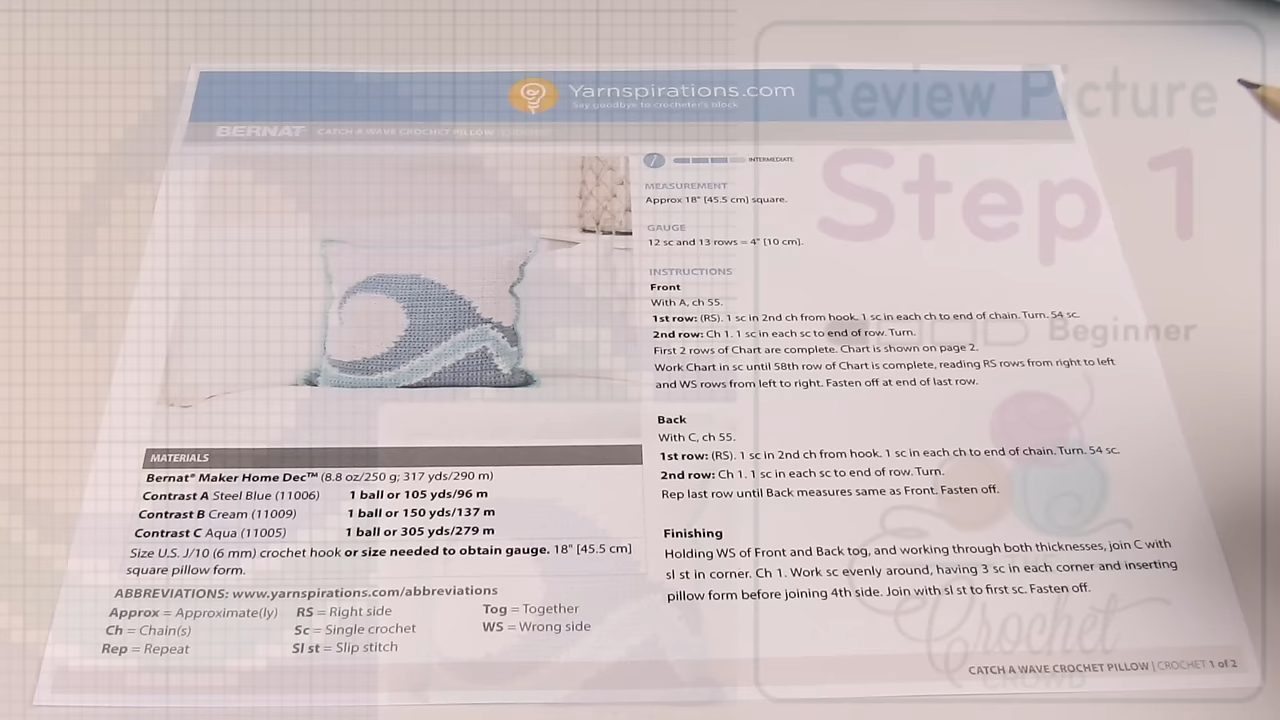 Yarnspirations.com
Say goodbye to crocheter's block
BERNAT CATCH A WAVE CROCHET PILLOW
Review Picture
Step 1
Beginner
Crochet
CROWD
INTERMEDIATE
MEASUREMENT
Approx 18" [45.5 cm] square.
GAUGE
12 sc and 13 rows = 4" [10 cm].
INSTRUCTIONS
Front
With A, ch 55.
1st row: (RS). 1 sc in 2nd ch from hook. 1 sc in each ch to end of chain. Turn. 54 sc.
2nd row: Ch 1. 1 sc in each sc to end of row. Turn.
First 2 rows of Chart are complete. Chart is shown on page 2.
Work Chart in sc until 58th row of Chart is complete, reading RS rows from right to left
and WS rows from left to right. Fasten off at end of last row.
Back
With C, ch 55.
1st row: (RS). 1 sc in 2nd ch from hook. 1 sc in each ch to end of chain. Turn. 54 sc.
2nd row: Ch 1. 1 sc in each sc to end of row. Turn.
Rep last row until Back measures same as Front. Fasten off.
Finishing
Holding WS of Front and Back tog, and working through both thicknesses, join C with
sl st in corner. Ch 1. Work sc evenly around, having 3 sc in each corner and inserting
pillow form before joining 4th side. Join with sl st to first sc. Fasten off.
MATERIALS
Bernat® Maker Home Dec™ (8.8 oz/250 g; 317 yds/290 m)
Contrast A Steel Blue (11006) 1 ball or 105 yds/96 m
Contrast B Cream (11009) 1 ball or 150 yds/137 m
Contrast C Aqua (11005) 1 ball or 305 yds/279 m
Size U.S. J/10 (6 mm) crochet hook or size needed to obtain gauge. 18" [45.5 cm]
square pillow form.
ABBREVIATIONS: www.yarnspirations.com/abbreviations
Approx = Approximate(ly) RS = Right side Tog = Together
Ch = Chain(s) Sc = Single crochet WS = Wrong side
Rep = Repeat Sl st = Slip stitch
CATCH A WAVE CROCHET PILLOW | CROCHET 1 of 2